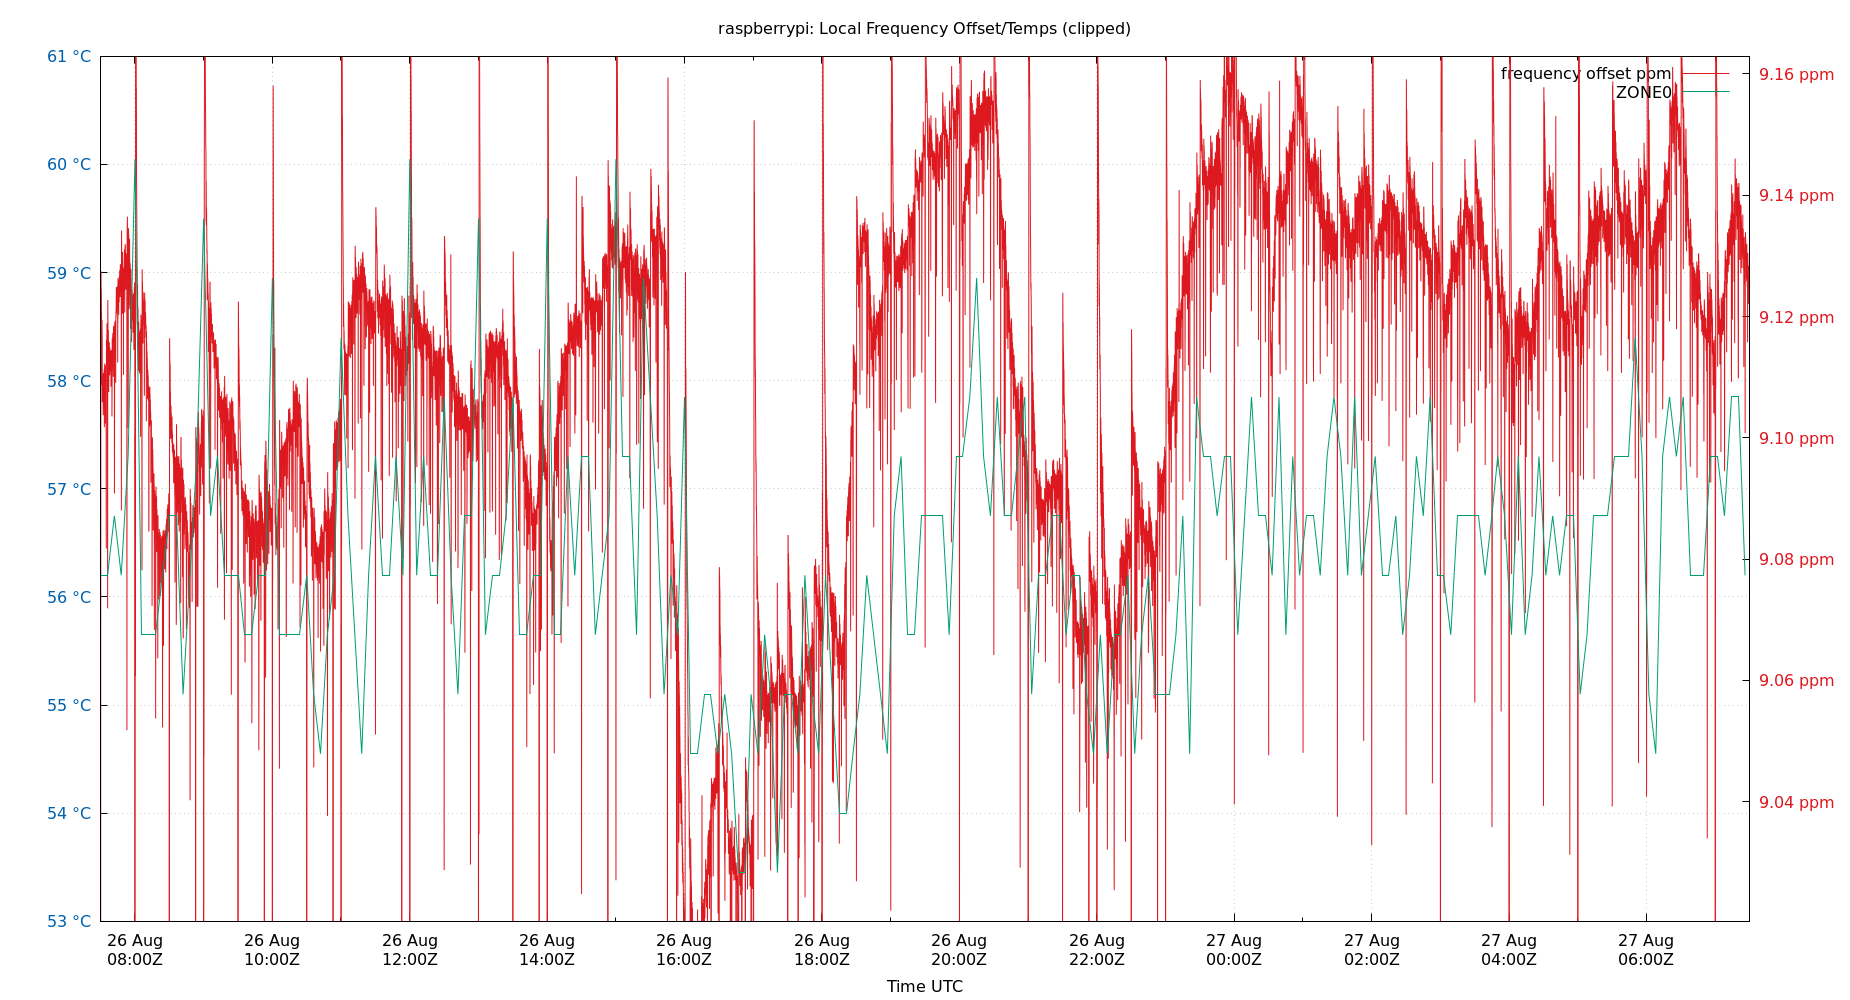 raspberrypi: Local Frequency Offset/Temps (clipped)
61 °C
60 °C
59 °C
58 °C
57 °C
56 °C
55 °C
54 °C
53 °C
frequency offset ppm
ZONE0
9.16 ppm
9.14 ppm
9.12 ppm
9.10 ppm
9.08 ppm
9.06 ppm
9.04 ppm
26 Aug 26 Aug 26 Aug 26 Aug 26 Aug 26 Aug 26 Aug 26 Aug 27 Aug 27 Aug 27 Aug 27 Aug
08:00Z 10:00Z 12:00Z 14:00Z 16:00Z 18:00Z 20:00Z 22:00Z 00:00Z 02:00Z 04:00Z 06:00Z
Time UTC